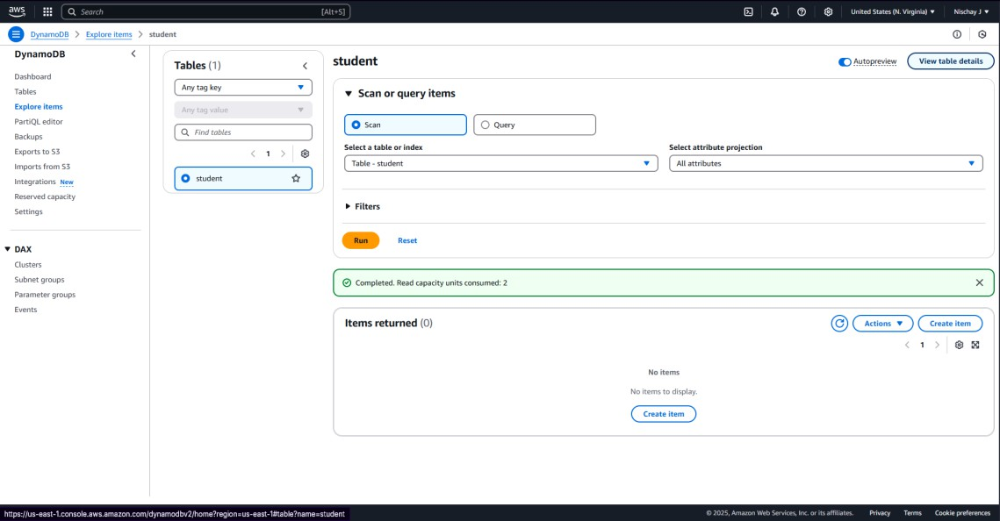 aws
Search [Alt+S]
United States (N. Virginia)
Nischay J
DynamoDB
Explore items
student
DynamoDB
Dashboard
Tables
Explore items
PartiQL editor
Backups
Exports to S3
Imports from S3
Integrations New
Reserved capacity
Settings
DAX
Clusters
Subnet groups
Parameter groups
Events
Tables (1)
Any tag key
Any tag value
Find tables
1
student
student
Autopreview
View table details
Scan or query items
Scan
Query
Select a table or index
Table - student
Select attribute projection
All attributes
Filters
Run
Reset
Completed. Read capacity units consumed: 2
Items returned (0)
Actions
Create item
1
No items
No items to display.
Create item
https://us-east-1.console.aws.amazon.com/dynamodbv2/home?region=us-east-1#table?name=student
© 2025, Amazon Web Services, Inc. or its affiliates.
Privacy
Terms
Cookie preferences